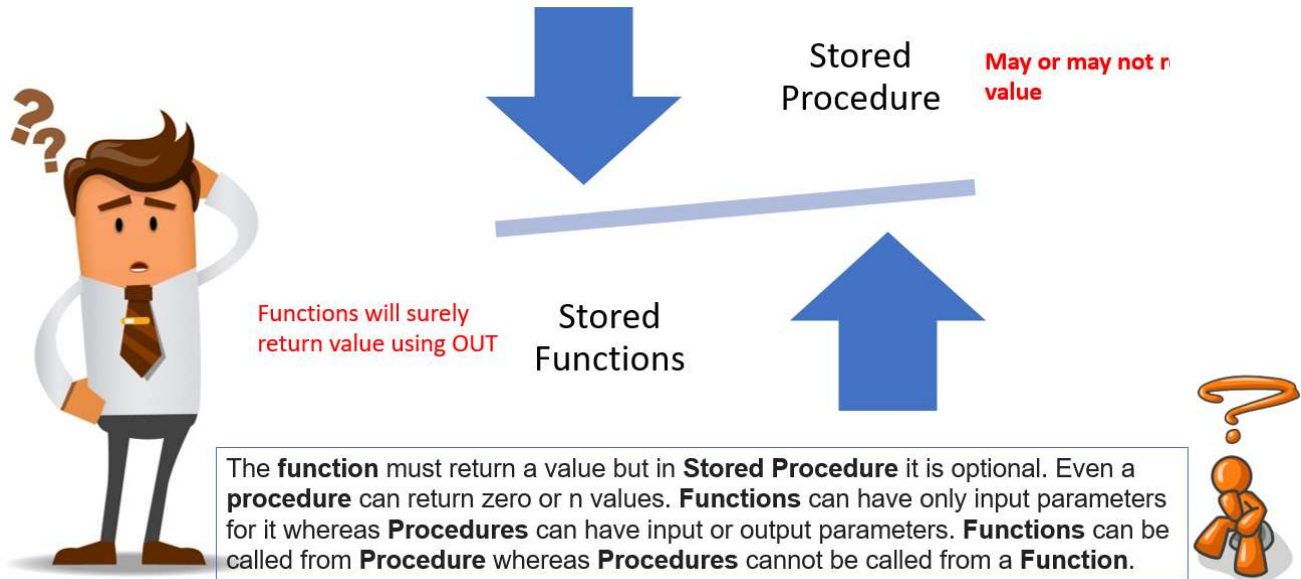 Stored
Procedure
May or may not
value
Functions will surely
return value using OUT
Stored
Functions
The function must return a value but in Stored Procedure it is optional. Even a
procedure can return zero or n values. Functions can have only input parameters
for it whereas Procedures can have input or output parameters. Functions can be
called from Procedure whereas Procedures cannot be called from a Function.